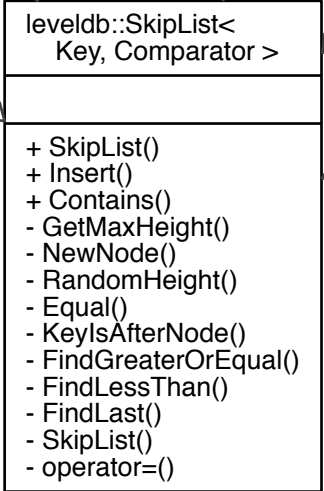 leveldb::SkipList<
Key, Comparator >
+ SkipList()
+ Insert()
+ Contains()
- GetMaxHeight()
- NewNode()
- RandomHeight()
- Equal()
- KeyIsAfterNode()
- FindGreaterOrEqual()
- FindLessThan()
- FindLast()
- SkipList()
- operator=()